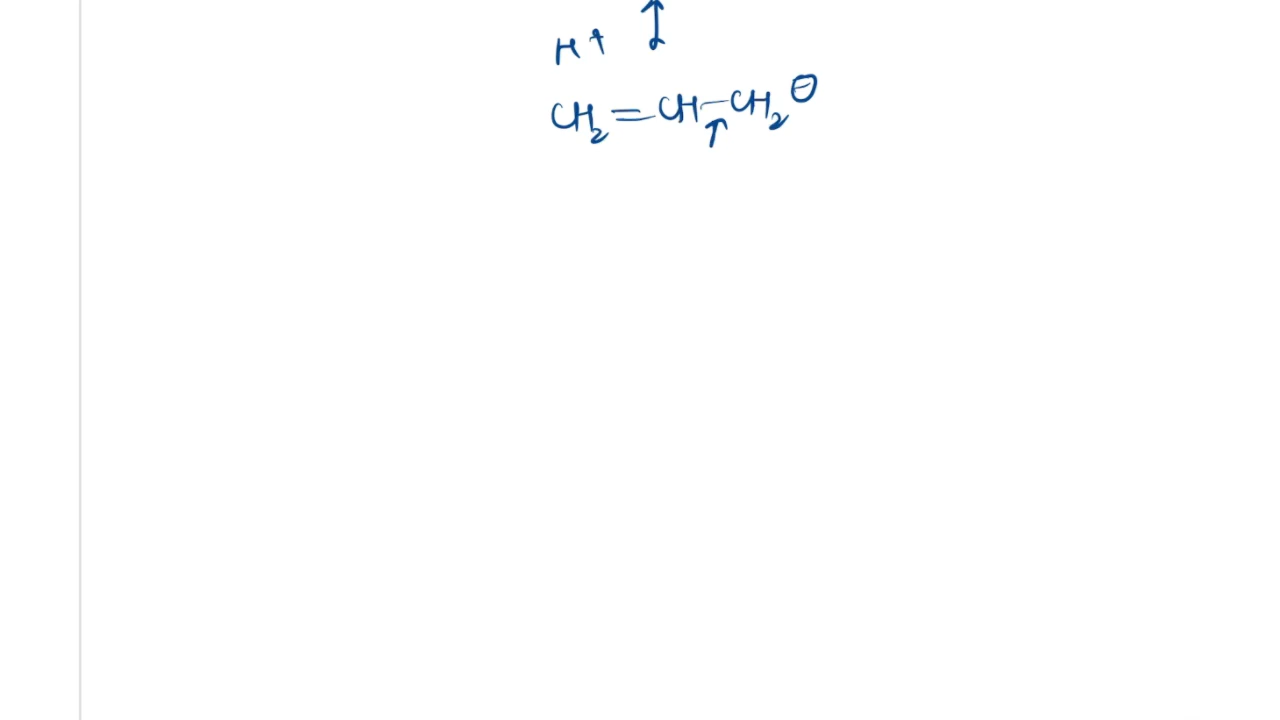 H+ ↕
CH₂=CH-CH₂⊖
↑